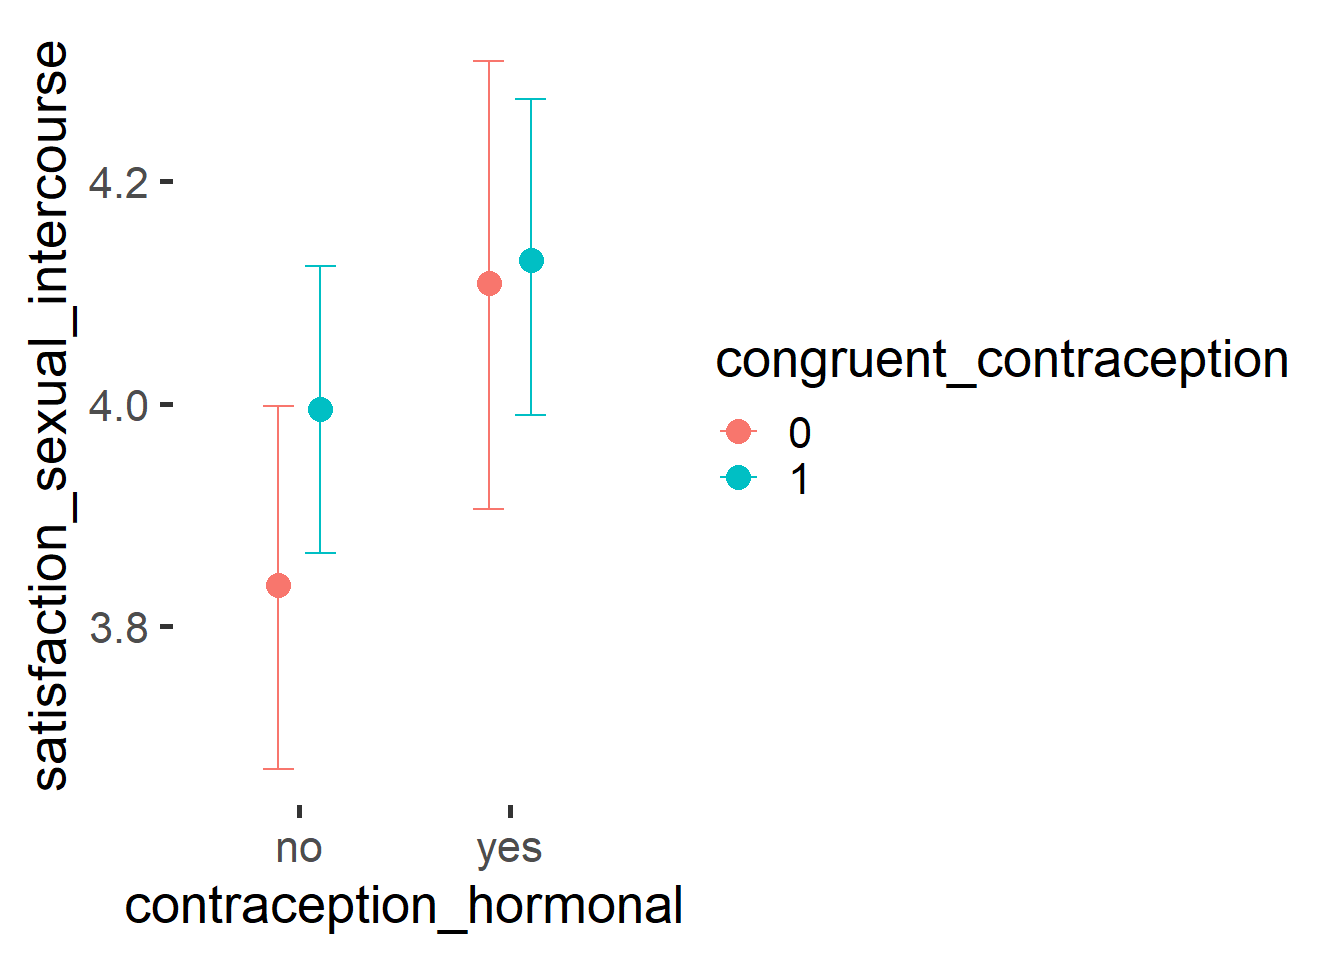 satisfaction_sexual_intercourse
4.2
4.0
3.8
no
yes
contraception_hormonal
congruent_contraception
0
1